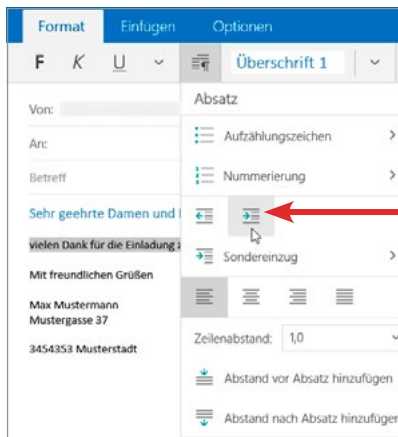 Format Einfügen Optionen
F K U Überschrift 1
Absatz
Von:
Aufzählungszeichen
An:
Nummerierung
Betreff
Sehr geehrte Damen und
vielen Dank für die Einladung
Sondereinzug
Mit freundlichen Grüßen
Max Mustermann
Mustergasse 37
Zeilenabstand: 1,0
3454353 Musterstadt
Abstand vor Absatz hinzufügen
Abstand nach Absatz hinzufügen